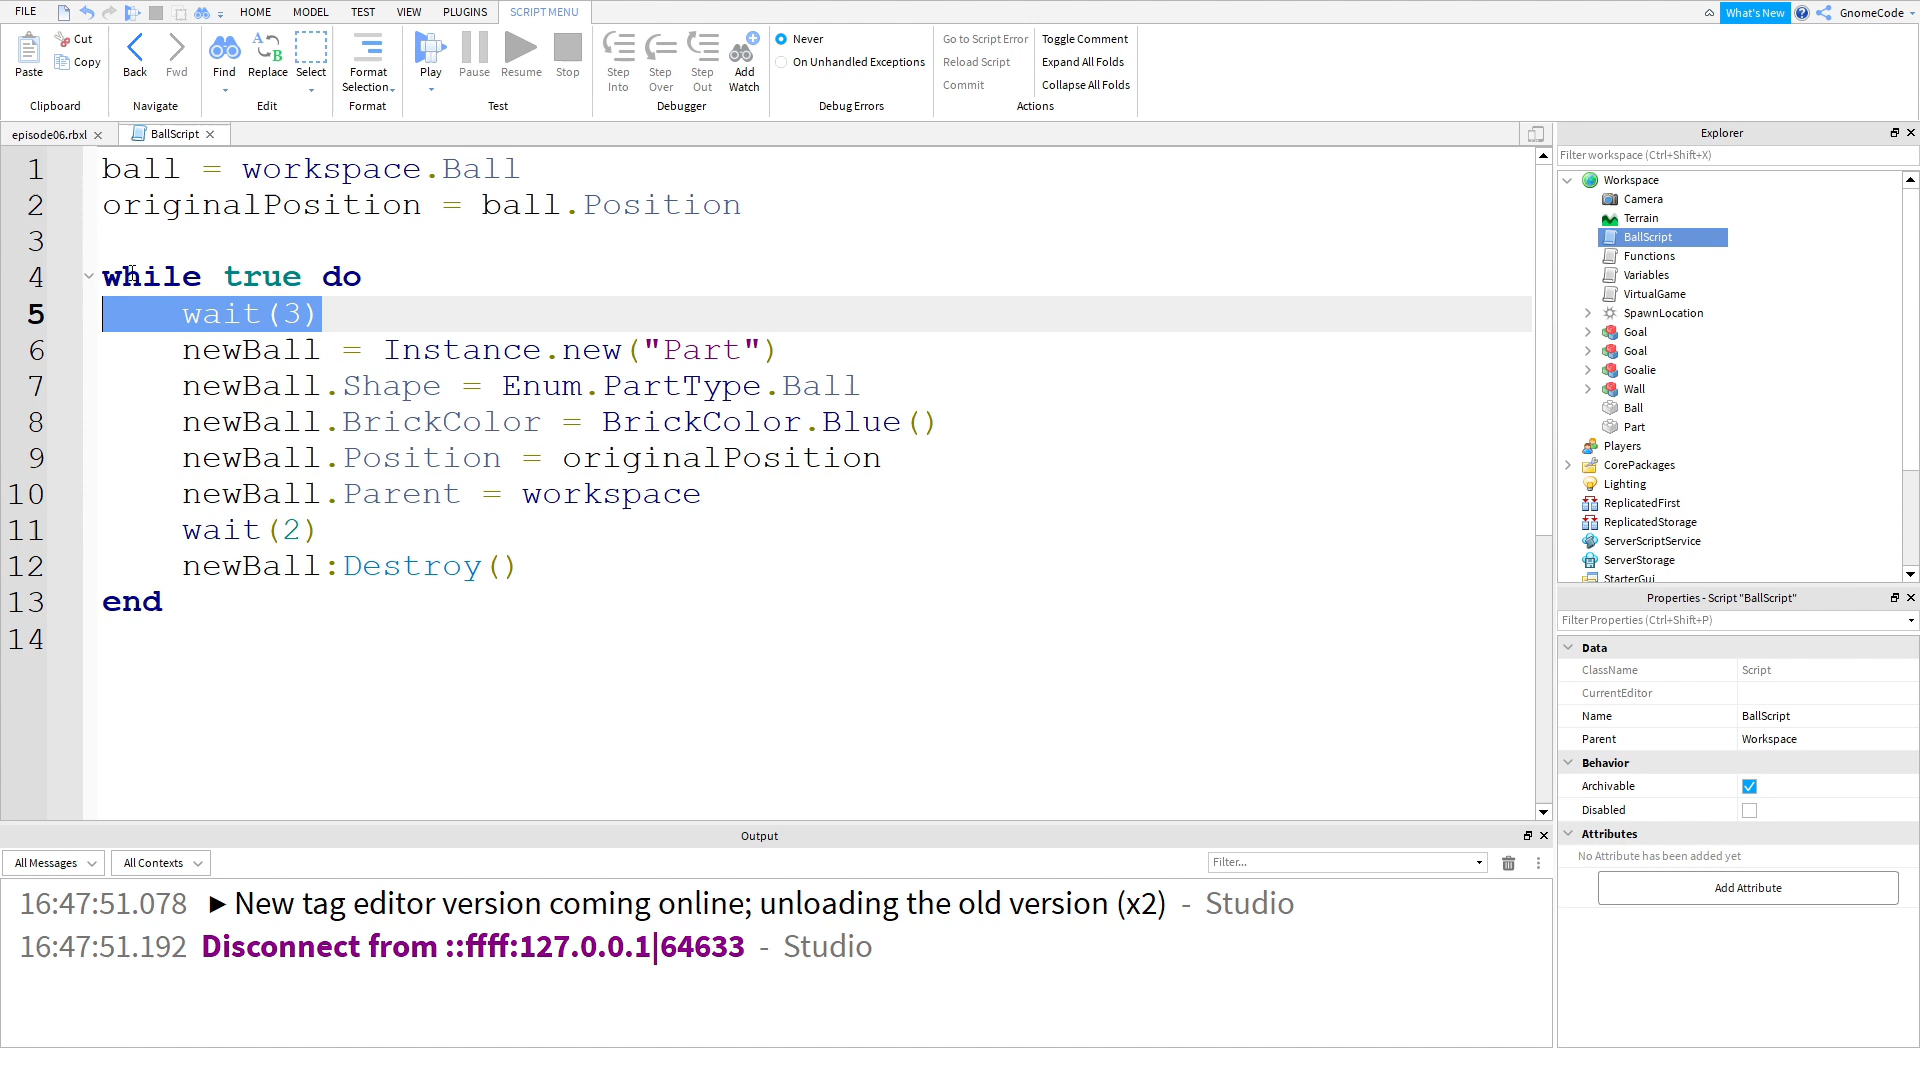 FILE HOME MODEL TEST VIEW PLUGINS SCRIPT MENU What's New GnomeCode
Paste Cut Copy Back Fwd Find Replace Select Format Selection Play Pause Resume Stop Step Into Step Over Step Out Add Watch Never On Unhandled Exceptions Go to Script Error Reload Script Commit Toggle Comment Expand All Folds Collapse All Folds
Clipboard Navigate Edit Format Test Debugger Debug Errors Actions
episode06.rbxl BallScript
1 ball = workspace.Ball
2 originalPosition = ball.Position
3
4 while true do
5 wait(3)
6 newBall = Instance.new("Part")
7 newBall.Shape = Enum.PartType.Ball
8 newBall.BrickColor = BrickColor.Blue()
9 newBall.Position = originalPosition
10 newBall.Parent = workspace
11 wait(2)
12 newBall:Destroy()
13 end
14
Output
All Messages All Contexts Filter...
16:47:51.078 ▶ New tag editor version coming online; unloading the old version (x2) - Studio
16:47:51.192 Disconnect from ::ffff:127.0.0.1|64633 - Studio
Explorer
Filter workspace (Ctrl+Shift+X)
Workspace
Camera
Terrain
BallScript
Functions
Variables
VirtualGame
SpawnLocation
Goal
Goal
Goalie
Wall
Ball
Part
Players
CorePackages
Lighting
ReplicatedFirst
ReplicatedStorage
ServerScriptService
ServerStorage
StarterGui
Properties - Script "BallScript"
Filter Properties (Ctrl+Shift+P)
Data
ClassName Script
CurrentEditor
Name BallScript
Parent Workspace
Behavior
Archivable
Disabled
Attributes
No Attribute has been added yet
Add Attribute